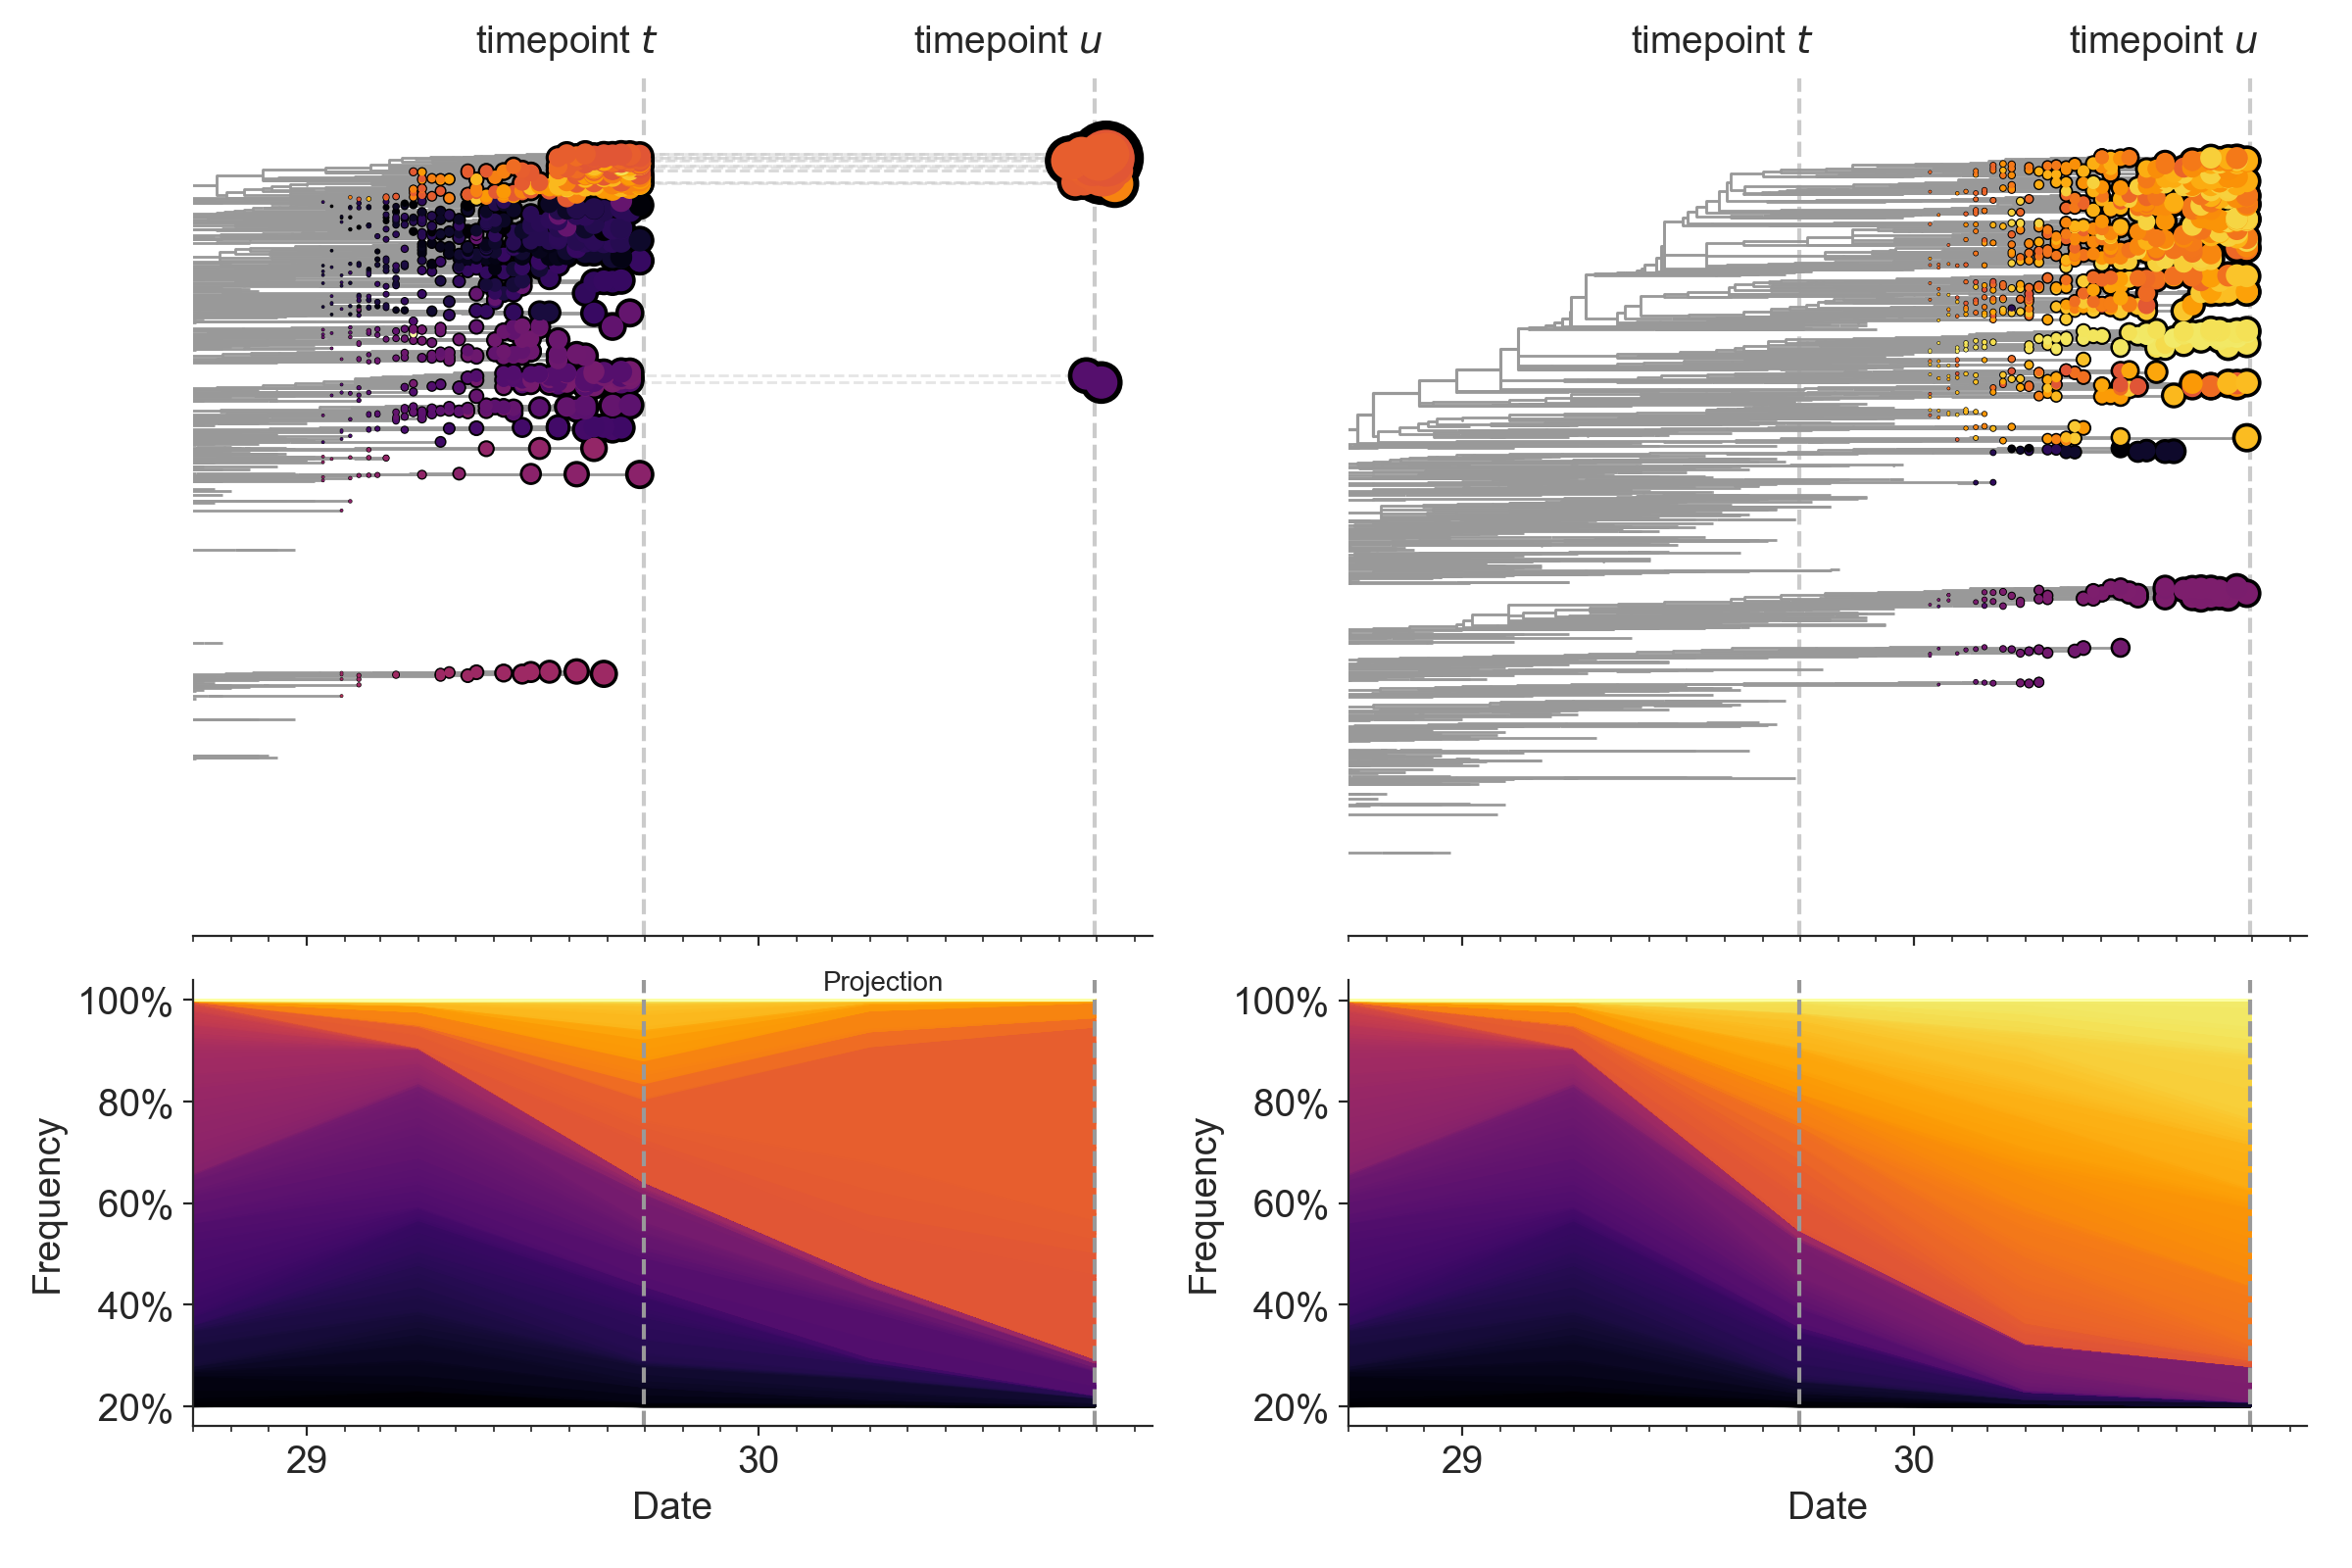 timepoint t
timepoint u
timepoint t
timepoint u
Projection
100%
80%
60%
40%
20%
Frequency
29
30
Date
100%
80%
60%
40%
20%
Frequency
29
30
Date